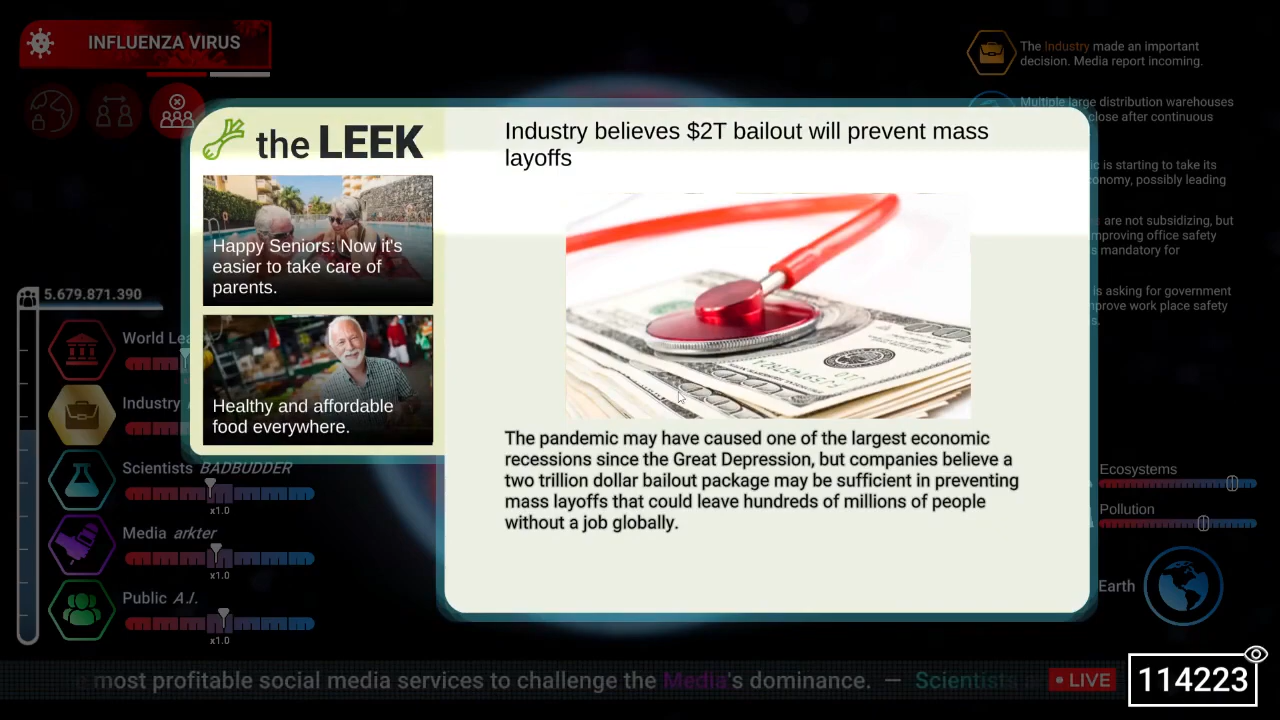 INFLUENZA VIRUS
The Industry made an important
decision. Media report incoming.
Multiple large distribution warehouses
close after continuous
is starting to take its
economy, possibly leading
are not subsidizing, but
improving office safety
mandatory for
is asking for government
improve work place safety
the LEEK
Happy Seniors: Now it's
easier to take care of
parents.
Healthy and affordable
food everywhere.
Industry believes $2T bailout will prevent mass
layoffs
The pandemic may have caused one of the largest economic
recessions since the Great Depression, but companies believe a
two trillion dollar bailout package may be sufficient in preventing
mass layoffs that could leave hundreds of millions of people
without a job globally.
5.679.871.390
World Lea
Industry
Scientists BADBUDDER
x1.0
Media arkter
x1.0
Public A.I.
x1.0
Ecosystems
Pollution
Earth
most profitable social media services to challenge the Media's dominance. — Scientists
• LIVE
114223